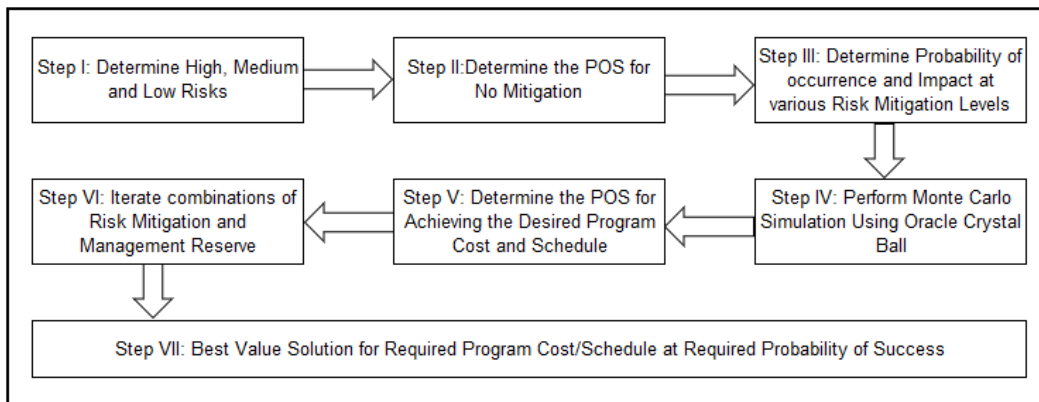 Step I: Determine High, Medium
and Low Risks
Step II:Determine the POS for
No Mitigation
Step III: Determine Probability of
occurrence and Impact at
various Risk Mitigation Levels
Step IV: Perform Monte Carlo
Simulation Using Oracle Crystal
Ball
Step V: Determine the POS for
Achieving the Desired Program
Cost and Schedule
Step VI: Iterate combinations of
Risk Mitigation and
Management Reserve
Step VII: Best Value Solution for Required Program Cost/Schedule at Required Probability of Success